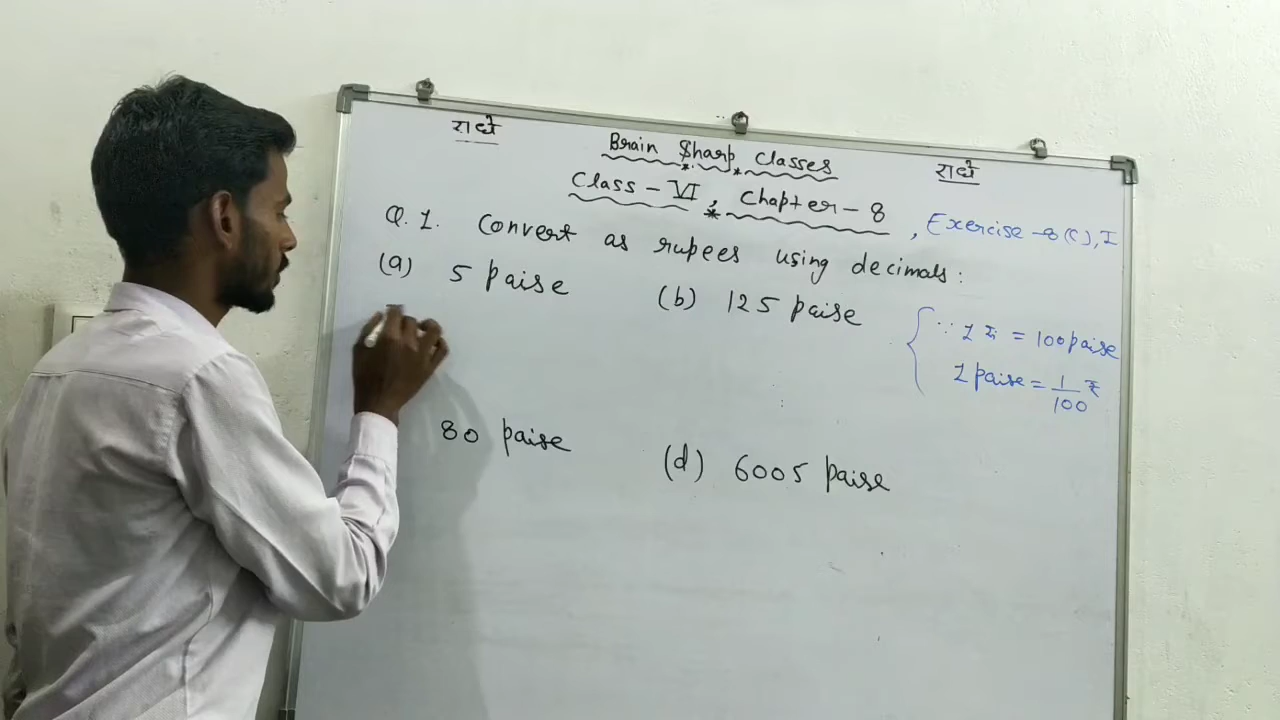 राधे
Brain Sharp Classes
राधे
Class - VI, Chapter - 8, Exercise - 8(C), I
Q. 1. Convert as rupees using decimals:
(a) 5 paise (b) 125 paise
∵ 1 ₹ = 100 paise
1 paise = 1/100 ₹
80 paise (d) 6005 paise